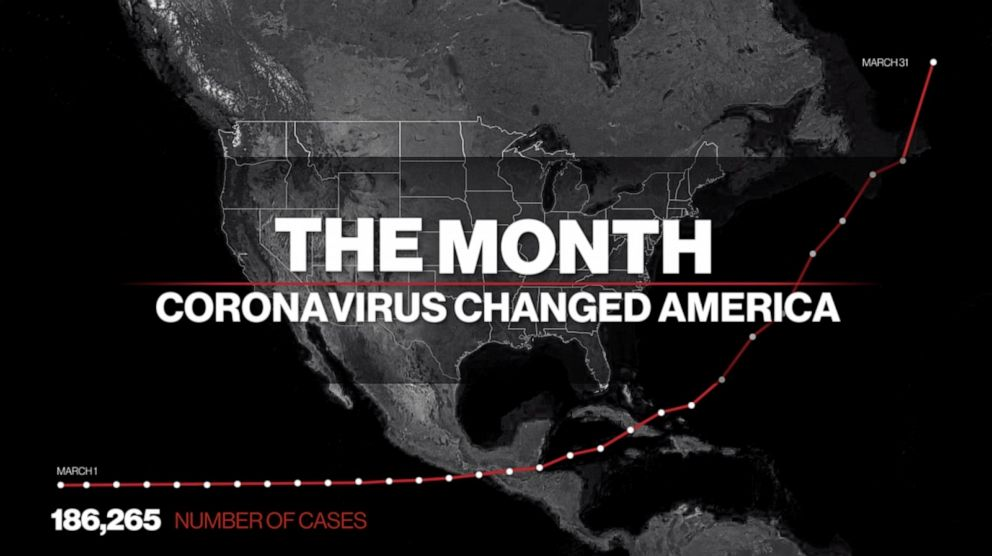 MARCH 31
THE MONTH
CORONAVIRUS CHANGED AMERICA
MARCH 1
186,265 NUMBER OF CASES